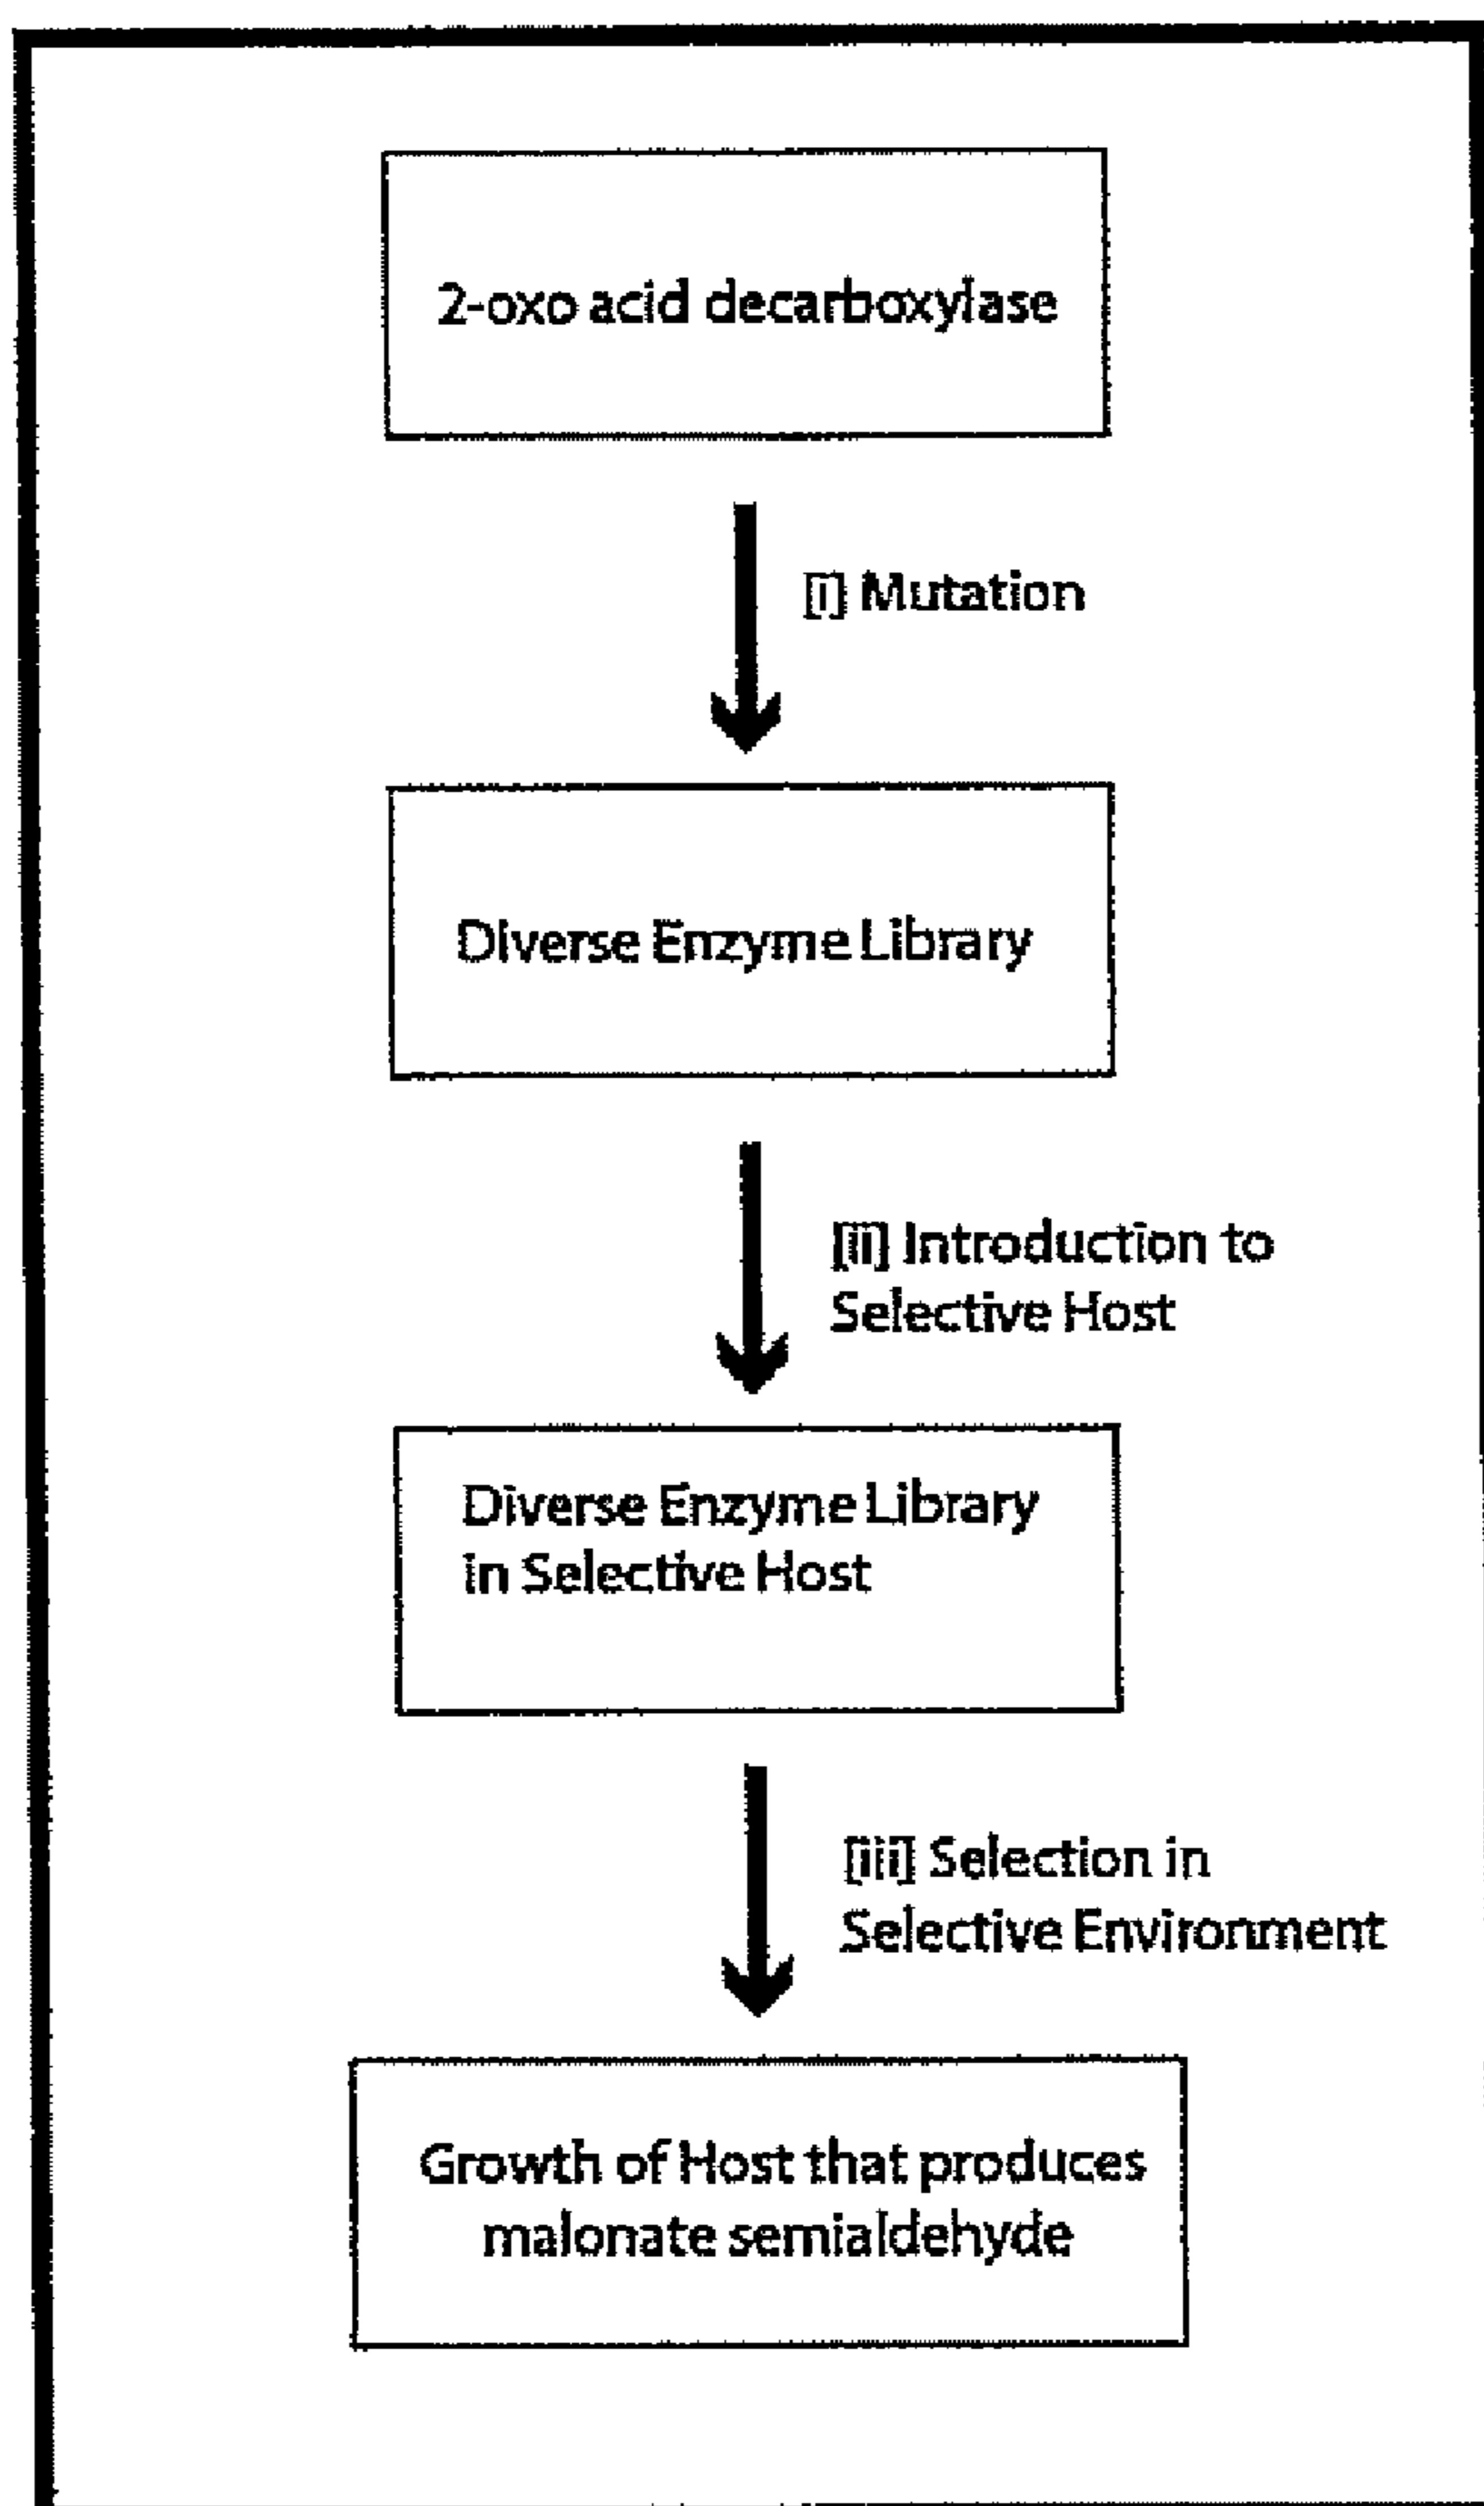 2-oxo acid decarboxylase
[i] Mutation
Diverse Enzyme Library
[ii] Introduction to
Selective Host
Diverse Enzyme Library
in Selective Host
[iii] Selection in
Selective Environment
Growth of Host that produces
malonate semialdehyde